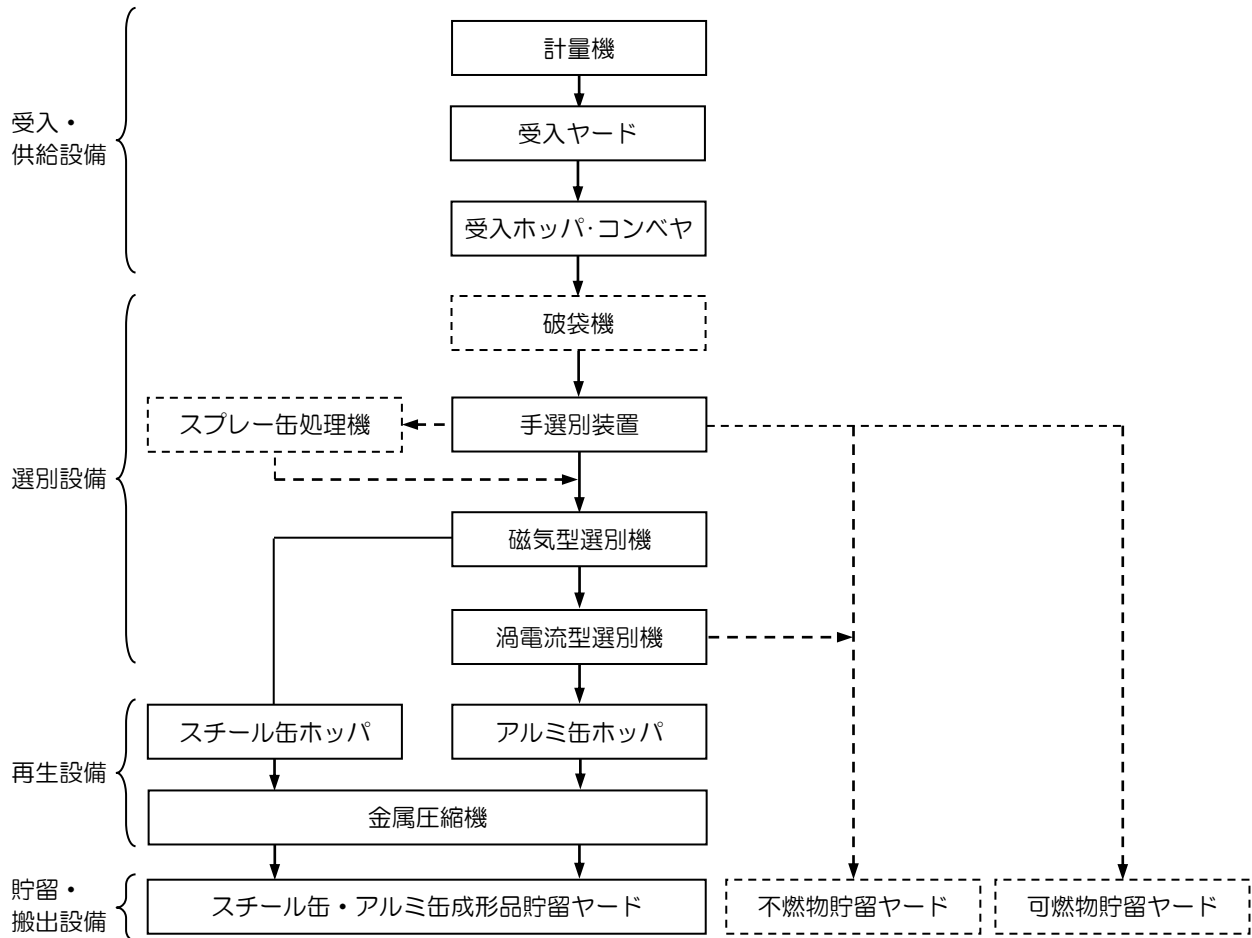 計量機
受入・
供給設備
受入ヤード
受入ホッパ・コンベヤ
破袋機
スプレー缶処理機
手選別装置
選別設備
磁気型選別機
渦電流型選別機
スチール缶ホッパ
アルミ缶ホッパ
再生設備
金属圧縮機
貯留・
搬出設備
スチール缶・アルミ缶成形品貯留ヤード
不燃物貯留ヤード
可燃物貯留ヤード